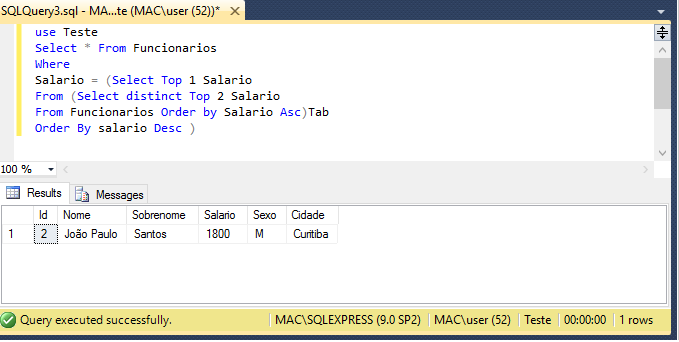 SQLQuery3.sql - MA...te (MAC\user (52))* ×
use Teste
Select * From Funcionarios
Where
Salario = (Select Top 1 Salario
From (Select distinct Top 2 Salario
From Funcionarios Order by Salario Asc)Tab
Order By salario Desc )
100 %
Results Messages
Id Nome Sobrenome Salario Sexo Cidade
1 2 João Paulo Santos 1800 M Curitiba
Query executed successfully. MAC\SQLEXPRESS (9.0 SP2) MAC\user (52) Teste 00:00:00 1 rows